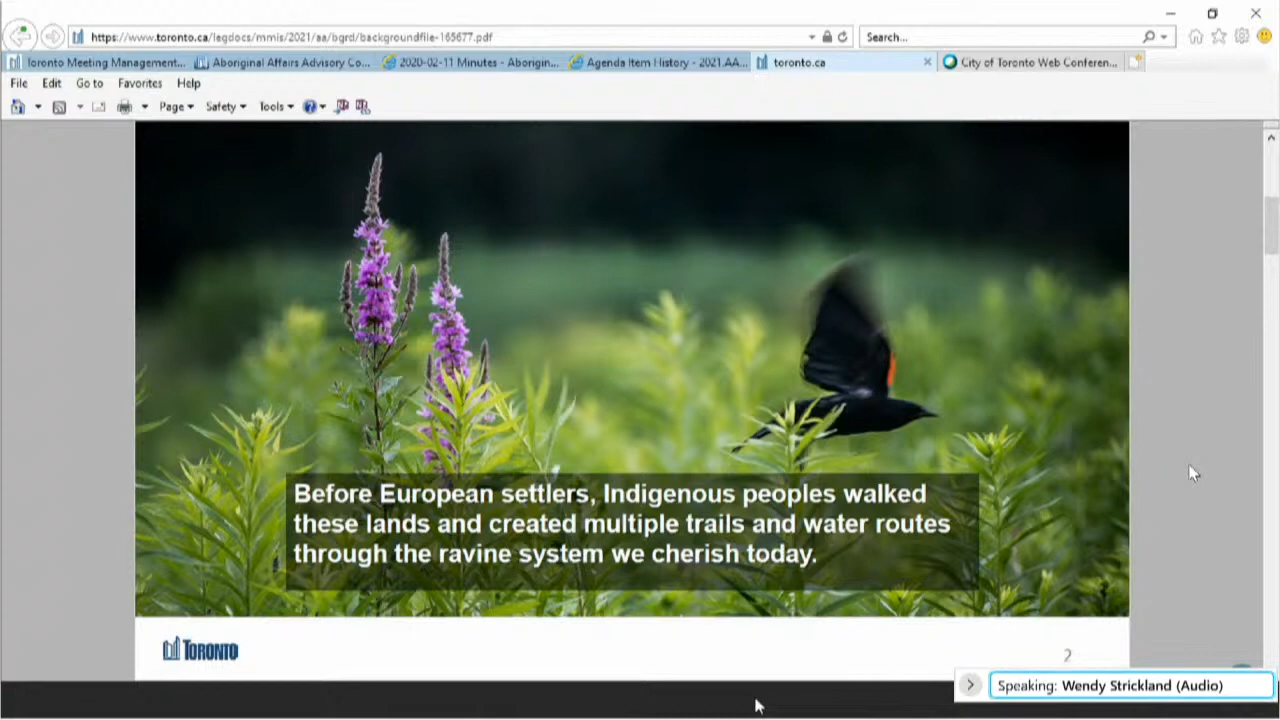 https://www.toronto.ca/legdocs/mmis/2021/aa/bgrd/backgroundfile-165677.pdf
Search...
Toronto Meeting Management...
Aboriginal Affairs Advisory Co...
2020-02-11 Minutes - Aborigin...
Agenda Item History - 2021.AA...
toronto.ca
City of Toronto Web Conferen...
File Edit Go to Favorites Help
Page Safety Tools
Before European settlers, Indigenous peoples walked
these lands and created multiple trails and water routes
through the ravine system we cherish today.
TORONTO
2
Speaking: Wendy Strickland (Audio)